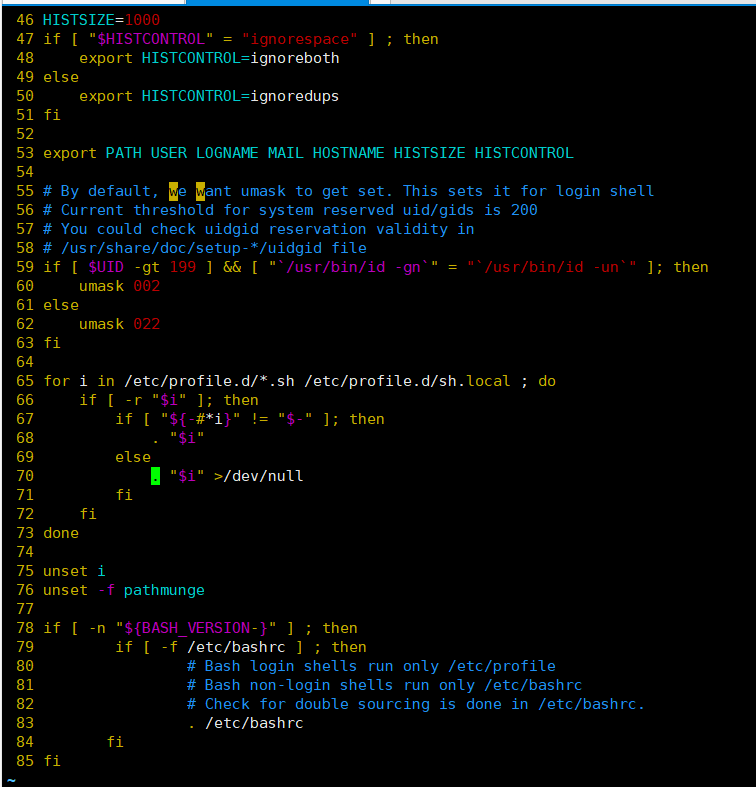 46 HISTSIZE=1000
47 if [ "$HISTCONTROL" = "ignorespace" ] ; then
48     export HISTCONTROL=ignoreboth
49 else
50     export HISTCONTROL=ignoredups
51 fi
52
53 export PATH USER LOGNAME MAIL HOSTNAME HISTSIZE HISTCONTROL
54
55 # By default, we want umask to get set. This sets it for login shell
56 # Current threshold for system reserved uid/gids is 200
57 # You could check uidgid reservation validity in
58 # /usr/share/doc/setup-*/uidgid file
59 if [ $UID -gt 199 ] && [ "`/usr/bin/id -gn`" = "`/usr/bin/id -un`" ]; then
60     umask 002
61 else
62     umask 022
63 fi
64
65 for i in /etc/profile.d/*.sh /etc/profile.d/sh.local ; do
66     if [ -r "$i" ]; then
67         if [ "${-#*i}" != "$-" ]; then
68             . "$i"
69         else
70             . "$i" >/dev/null
71         fi
72     fi
73 done
74
75 unset i
76 unset -f pathmunge
77
78 if [ -n "${BASH_VERSION-}" ] ; then
79         if [ -f /etc/bashrc ] ; then
80                 # Bash login shells run only /etc/profile
81                 # Bash non-login shells run only /etc/bashrc
82                 # Check for double sourcing is done in /etc/bashrc.
83                 . /etc/bashrc
84        fi
85 fi
~